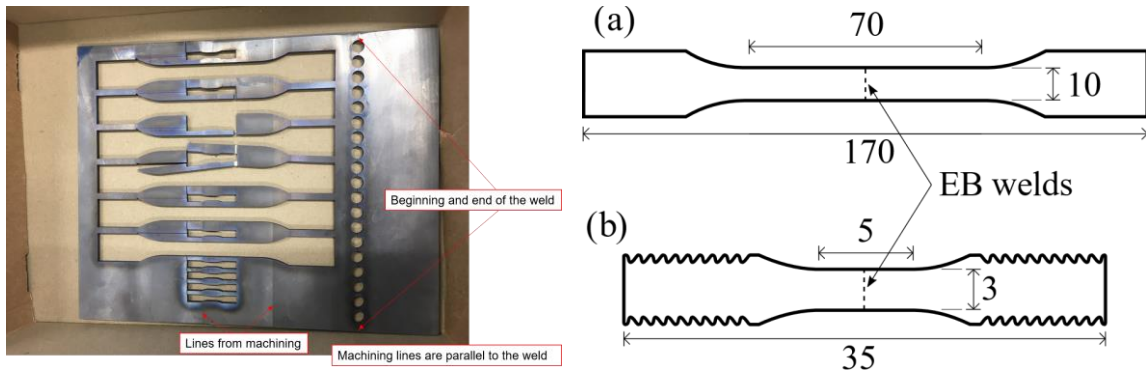 Beginning and end of the weld
Lines from machining
Machining lines are parallel to the weld
(a)
70
10
170
EB welds
(b)
5
3
35